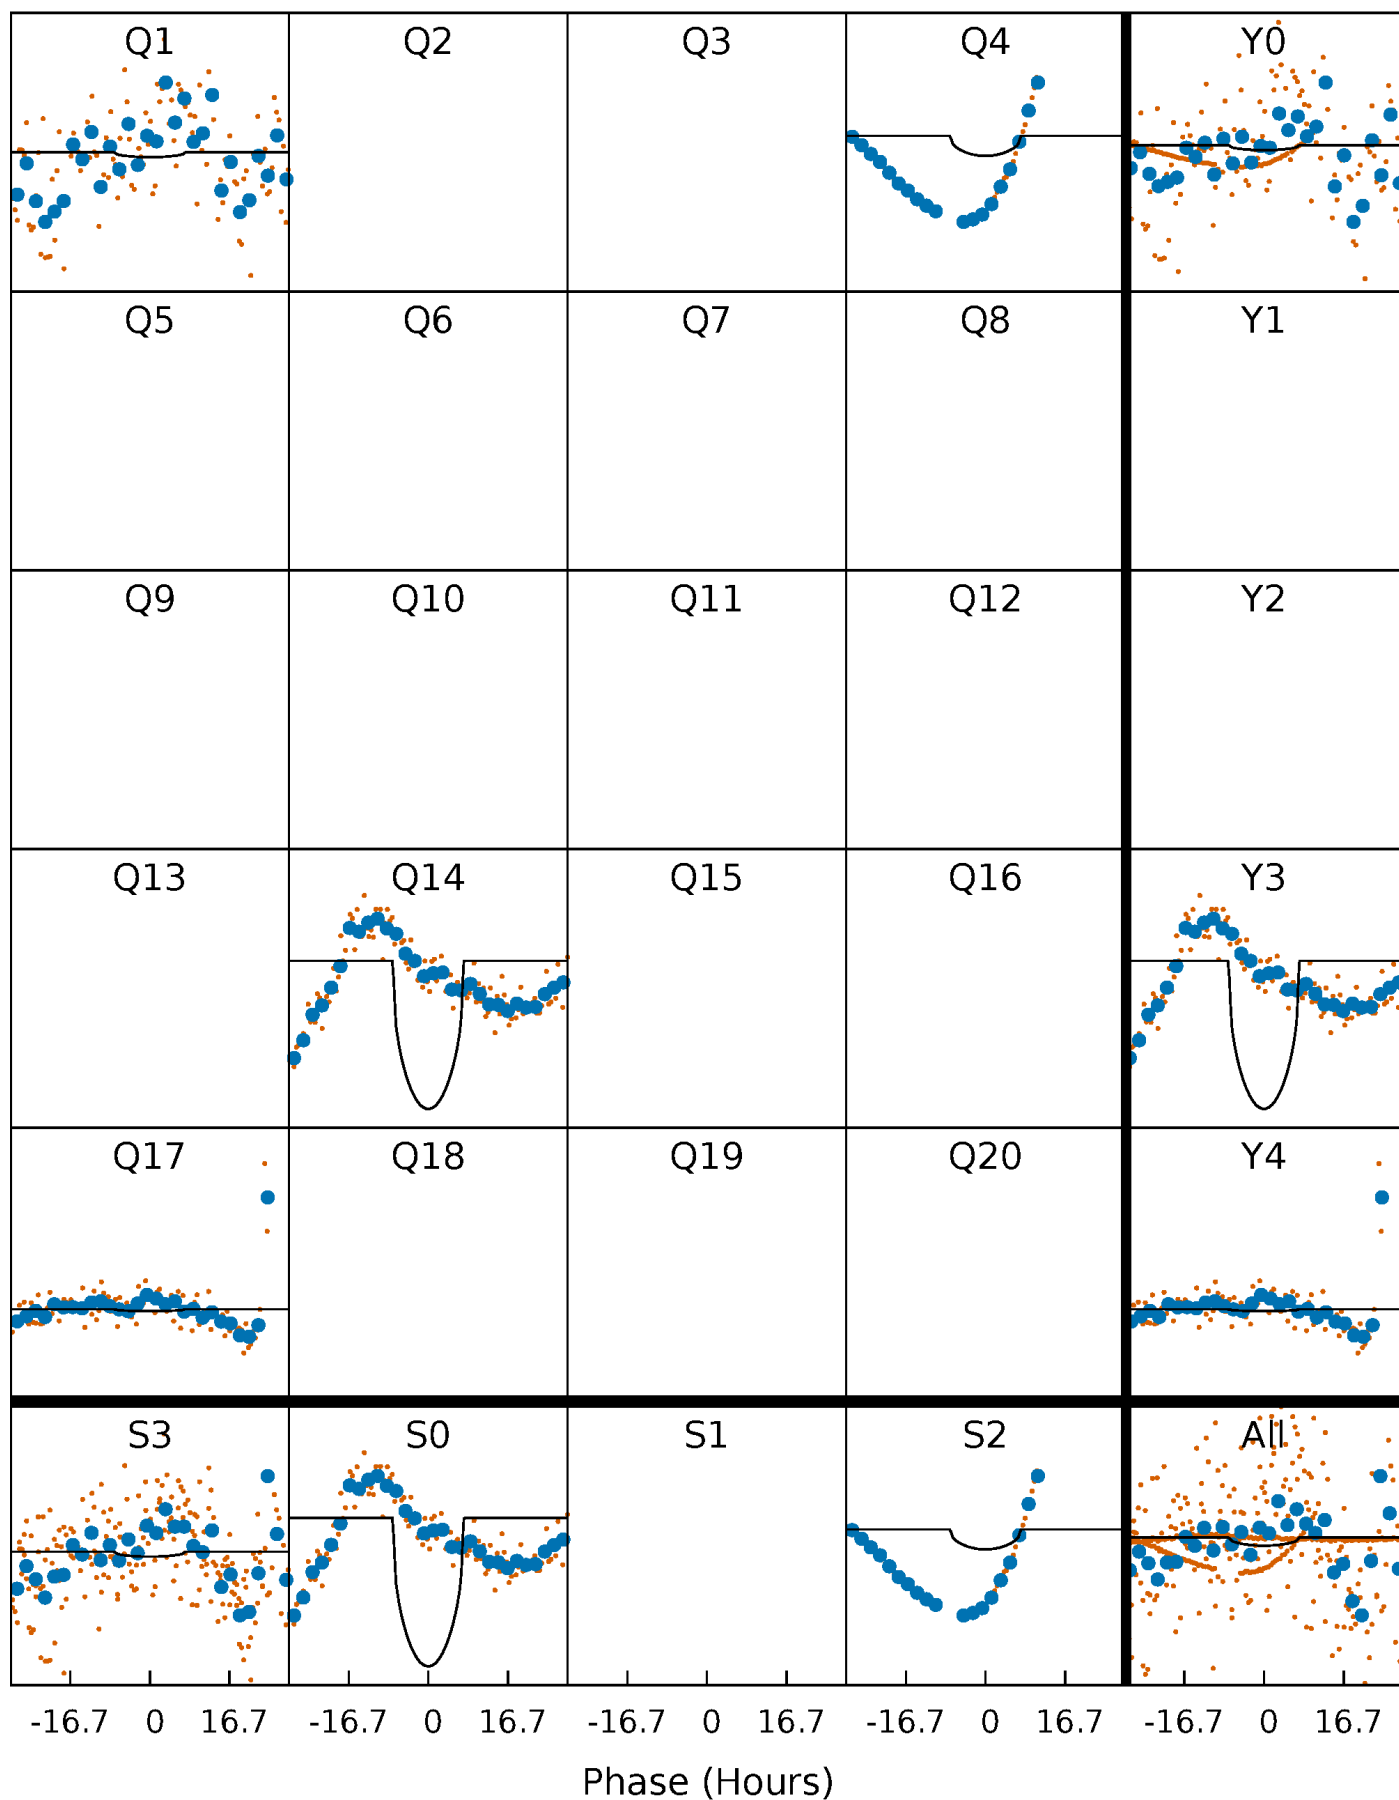 Q1 Q2 Q3 Q4 Y0
Q5 Q6 Q7 Q8 Y1
Q9 Q10 Q11 Q12 Y2
Q13 Q14 Q15 Q16 Y3
Q17 Q18 Q19 Q20 Y4
S3 S0 S1 S2 All
-16.7 0 16.7 -16.7 0 16.7 -16.7 0 16.7 -16.7 0 16.7 -16.7 0 16.7
Phase (Hours)